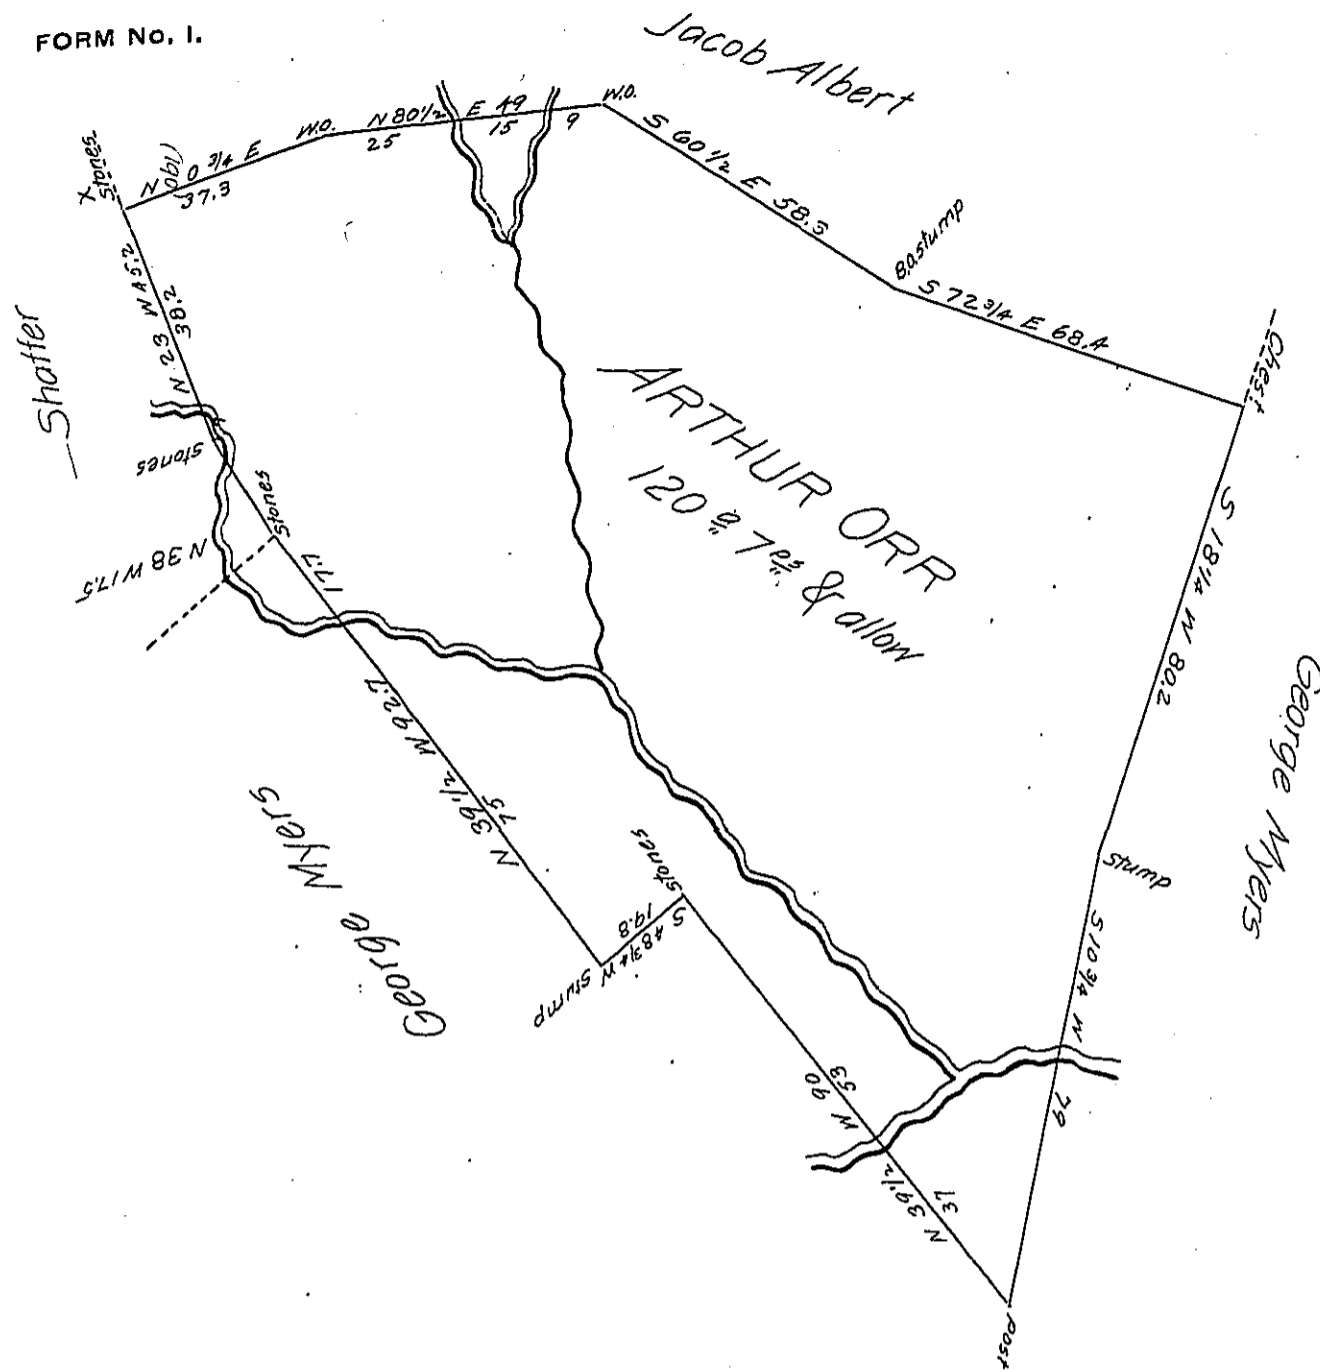 FORM No. 1.
Jacob Albert
N 80 1/2 E 49
25
15
9
W.O.
W.O.
N (obl) 0 3/4 E
37.3
X
Stones
S 60 1/2 E 58.3
B.O. stump
S 72 3/4 E 68.4
Chest
N 23 W 45.2
38.2
Shaffer
stones
N 38 W 17.5
Stones
17.7
ARTHUR ORR
120 a 7 ps & allow
S 18 1/4 W 80.2
George Myers
N 39 1/2 W 92.7
75
George Myers
stones
S 48 3/4 W
19.8
stump
Stump
S 10 3/4 W
79
N 39 1/2 W 90
53
37
Post